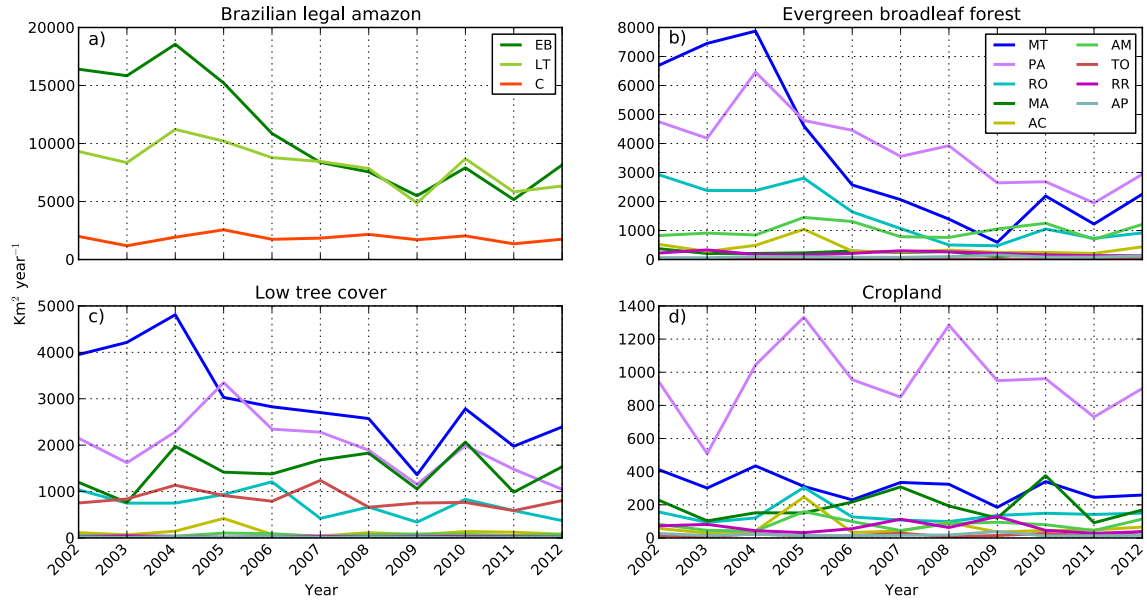 Brazilian legal amazon
a)
EB
LT
C
20000
15000
10000
5000
0
Evergreen broadleaf forest
b)
MT
PA
RO
MA
AC
AM
TO
RR
AP
8000
7000
6000
5000
4000
3000
2000
1000
0
Km² year⁻¹
Low tree cover
c)
5000
4000
3000
2000
1000
0
2002
2003
2004
2005
2006
2007
2008
2009
2010
2011
2012
Year
Cropland
d)
1400
1200
1000
800
600
400
200
0
2002
2003
2004
2005
2006
2007
2008
2009
2010
2011
2012
Year